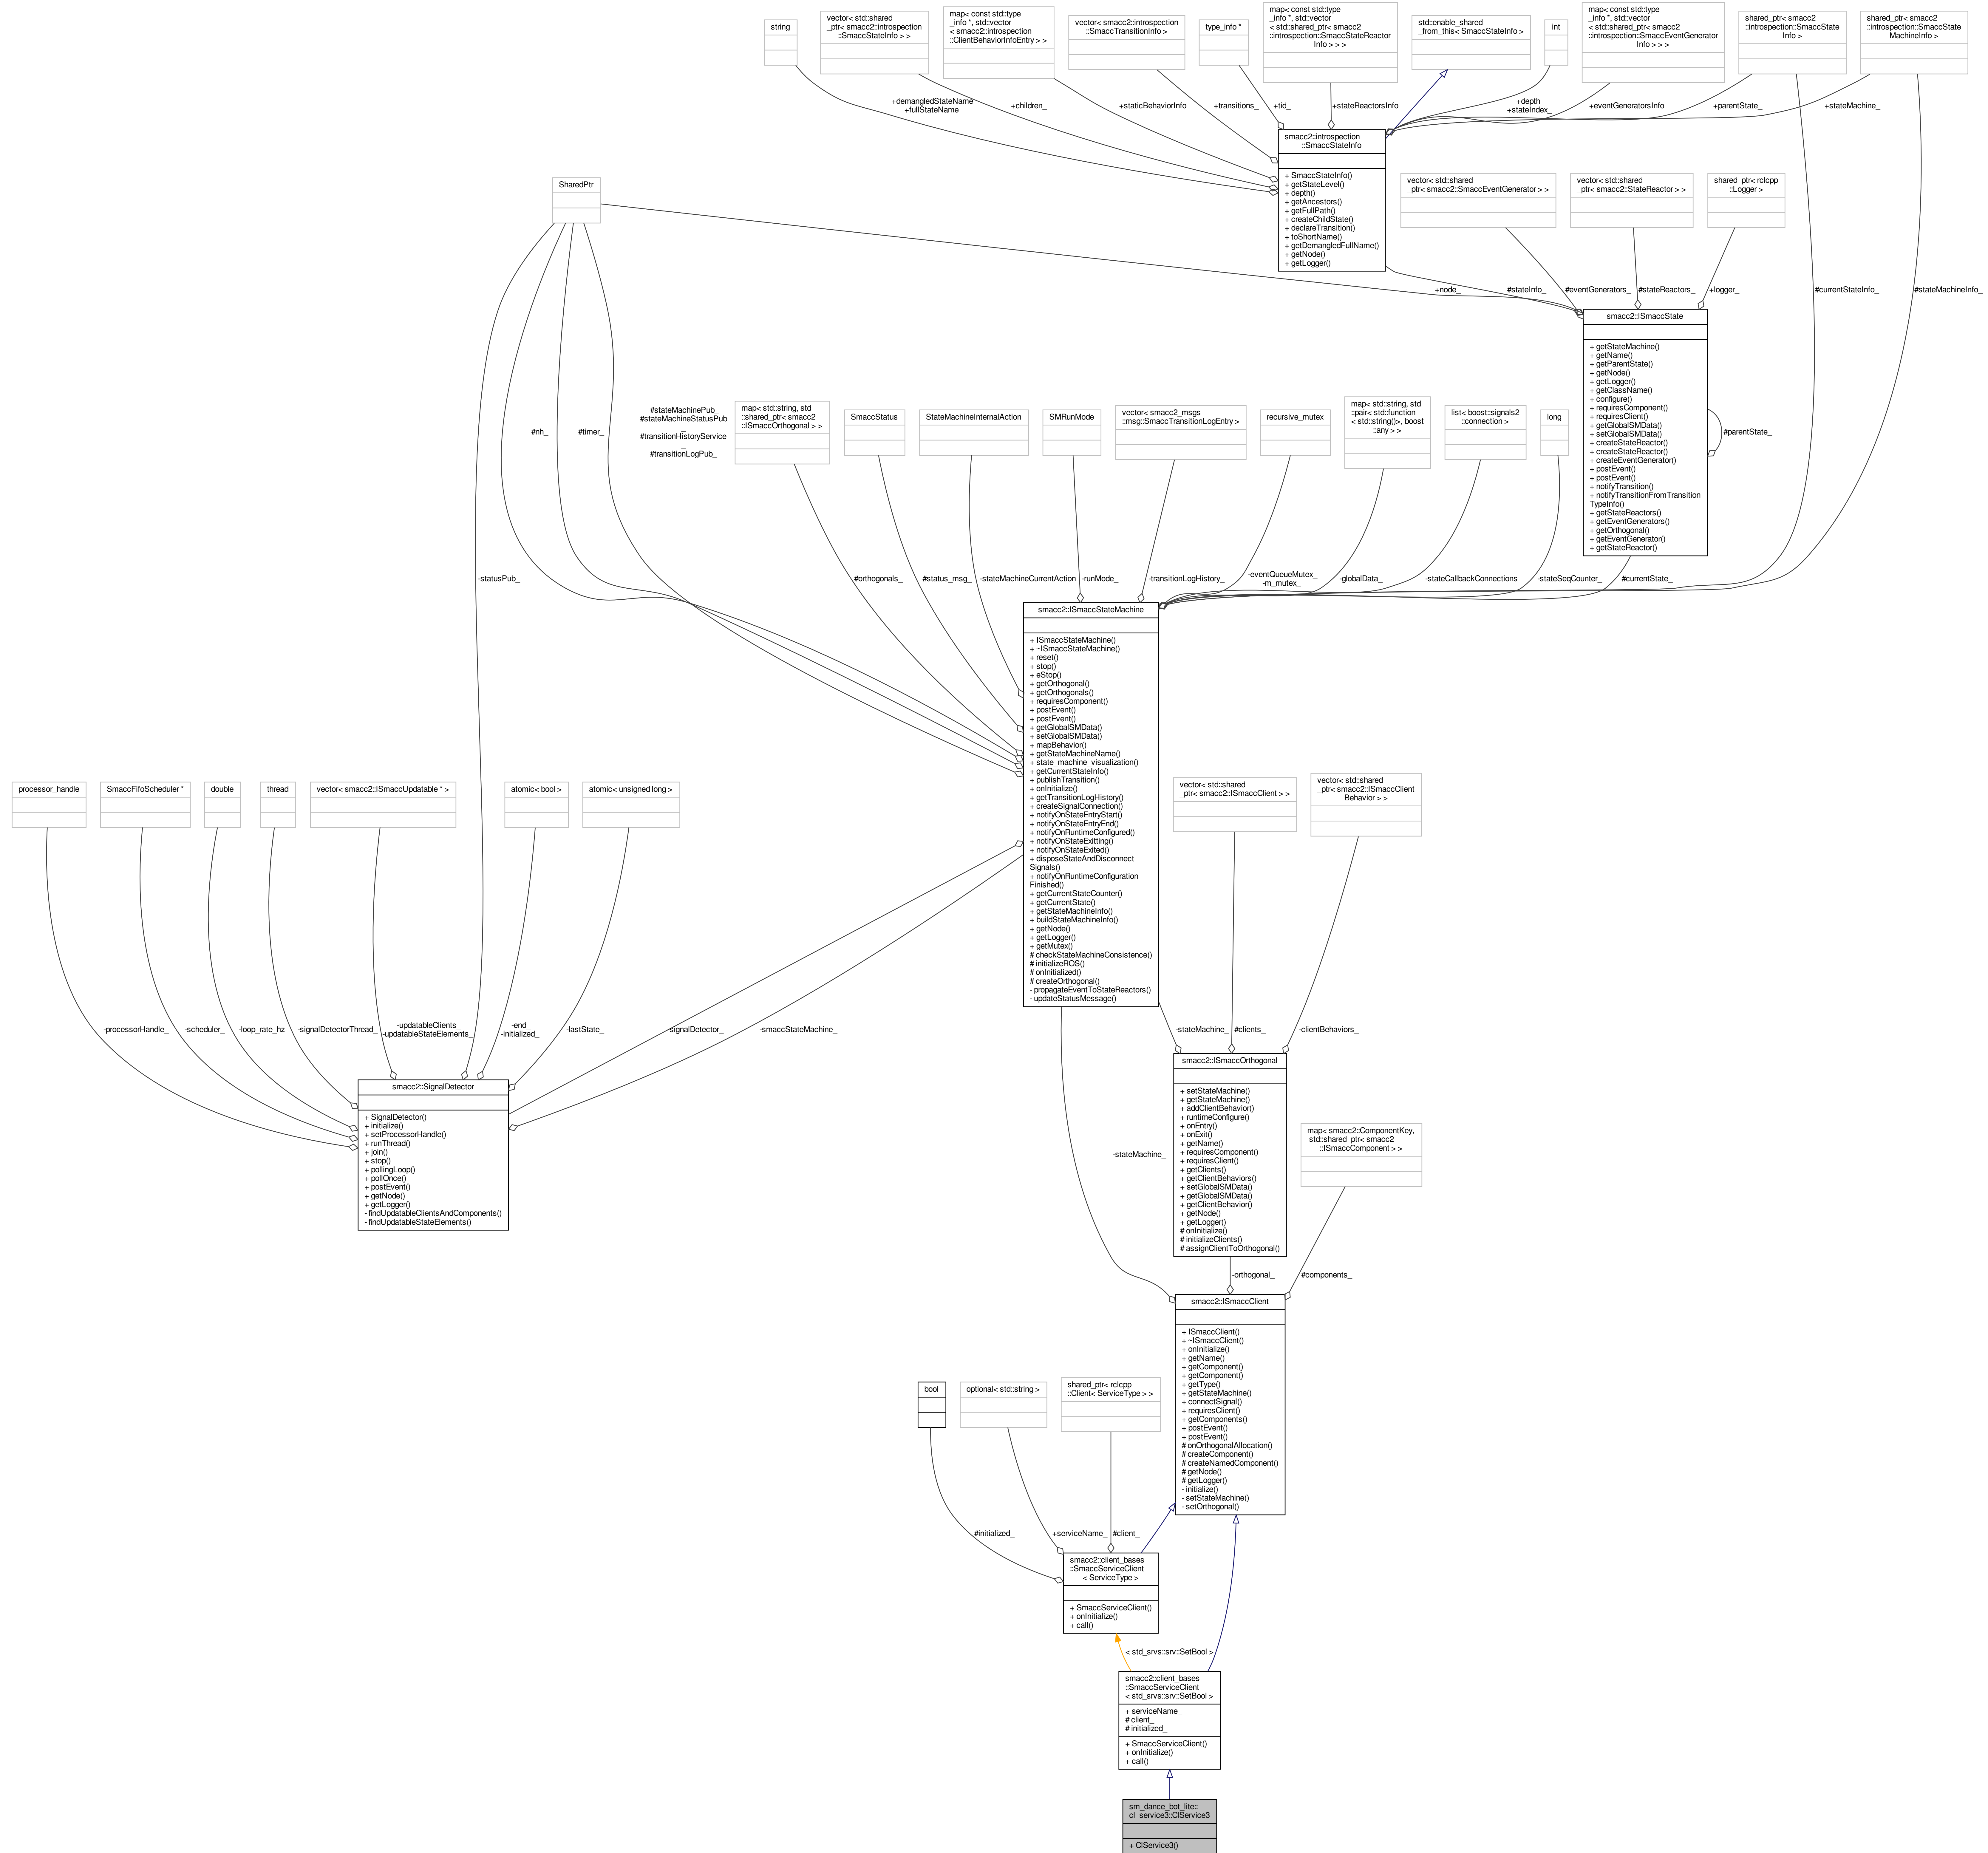 string
vector< std::shared
_ptr< smacc2::introspection
::SmaccStateInfo > >
map< const std::type
_info *, std::vector
< smacc2::introspection
::ClientBehaviorInfoEntry > >
vector< smacc2::introspection
::SmaccTransitionInfo >
type_info *
map< const std::type
_info *, std::vector
< std::shared_ptr< smacc2
::introspection::SmaccStateReactor
Info > > >
std::enable_shared
_from_this< SmaccStateInfo >
int
map< const std::type
_info *, std::vector
< std::shared_ptr< smacc2
::introspection::SmaccEventGenerator
Info > > >
shared_ptr< smacc2
::introspection::SmaccState
Info >
shared_ptr< smacc2
::introspection::SmaccState
MachineInfo >
+demangledStateName
+fullStateName
+children_
+staticBehaviorInfo
+transitions_
+tid_
+stateReactorsInfo
+depth_
+stateIndex_
+eventGeneratorsInfo
+parentState_
+stateMachine_
smacc2::introspection
::SmaccStateInfo
+ SmaccStateInfo()
+ getStateLevel()
+ depth()
+ getAncestors()
+ getFullPath()
+ createChildState()
+ declareTransition()
+ toShortName()
+ getDemangledFullName()
+ getNode()
+ getLogger()
SharedPtr
vector< std::shared
_ptr< smacc2::SmaccEventGenerator > >
vector< std::shared
_ptr< smacc2::StateReactor > >
shared_ptr< rclcpp
::Logger >
+node_
#stateInfo_
#eventGenerators_
#stateReactors_
+logger_
#currentStateInfo_
#stateMachineInfo_
smacc2::ISmaccState
+ getStateMachine()
+ getName()
+ getParentState()
+ getNode()
+ getLogger()
+ getClassName()
+ configure()
+ requiresComponent()
+ requiresClient()
+ getGlobalSMData()
+ setGlobalSMData()
+ createStateReactor()
+ createStateReactor()
+ createEventGenerator()
+ postEvent()
+ postEvent()
+ notifyTransition()
+ notifyTransitionFromTransition
TypeInfo()
+ getStateReactors()
+ getEventGenerators()
+ getOrthogonal()
+ getEventGenerator()
+ getStateReactor()
#parentState_
#nh_
#timer_
#stateMachinePub_
#stateMachineStatusPub
_
#transitionHistoryService
_
#transitionLogPub_
map< std::string, std
::shared_ptr< smacc2
::ISmaccOrthogonal > >
SmaccStatus
StateMachineInternalAction
SMRunMode
vector< smacc2_msgs
::msg::SmaccTransitionLogEntry >
recursive_mutex
map< std::string, std
::pair< std::function
< std::string()>, boost
::any > >
list< boost::signals2
::connection >
long
-statusPub_
#orthogonals_
#status_msg_
-stateMachineCurrentAction
-runMode_
-transitionLogHistory_
-eventQueueMutex_
-m_mutex_
-globalData_
-stateCallbackConnections
-stateSeqCounter_
#currentState_
smacc2::ISmaccStateMachine
+ ISmaccStateMachine()
+ ~ISmaccStateMachine()
+ reset()
+ stop()
+ eStop()
+ getOrthogonal()
+ getOrthogonals()
+ requiresComponent()
+ postEvent()
+ postEvent()
+ getGlobalSMData()
+ setGlobalSMData()
+ mapBehavior()
+ getStateMachineName()
+ state_machine_visualization()
+ getCurrentStateInfo()
+ publishTransition()
+ onInitialize()
+ getTransitionLogHistory()
+ createSignalConnection()
+ notifyOnStateEntryStart()
+ notifyOnStateEntryEnd()
+ notifyOnRuntimeConfigured()
+ notifyOnStateExitting()
+ notifyOnStateExited()
+ disposeStateAndDisconnect
Signals()
+ notifyOnRuntimeConfiguration
Finished()
+ getCurrentStateCounter()
+ getCurrentState()
+ getStateMachineInfo()
+ buildStateMachineInfo()
+ getNode()
+ getLogger()
+ getMutex()
# checkStateMachineConsistence()
# initializeROS()
# onInitialized()
# createOrthogonal()
- propagateEventToStateReactors()
- updateStatusMessage()
processor_handle
SmaccFifoScheduler *
double
thread
vector< smacc2::ISmaccUpdatable * >
atomic< bool >
atomic< unsigned long >
vector< std::shared
_ptr< smacc2::ISmaccClient > >
vector< std::shared
_ptr< smacc2::ISmaccClient
Behavior > >
-processorHandle_
-scheduler_
-loop_rate_hz
-signalDetectorThread_
-updatableClients_
-updatableStateElements_
-end_
-initialized_
-lastState_
-signalDetector_
-smaccStateMachine_
-stateMachine_
#clients_
-clientBehaviors_
smacc2::SignalDetector
+ SignalDetector()
+ initialize()
+ setProcessorHandle()
+ runThread()
+ join()
+ stop()
+ pollingLoop()
+ pollOnce()
+ postEvent()
+ getNode()
+ getLogger()
- findUpdatableClientsAndComponents()
- findUpdatableStateElements()
smacc2::ISmaccOrthogonal
+ setStateMachine()
+ getStateMachine()
+ addClientBehavior()
+ runtimeConfigure()
+ onEntry()
+ onExit()
+ getName()
+ requiresComponent()
+ requiresClient()
+ getClients()
+ getClientBehaviors()
+ setGlobalSMData()
+ getGlobalSMData()
+ getClientBehavior()
+ getNode()
+ getLogger()
# onInitialize()
# initializeClients()
# assignClientToOrthogonal()
map< smacc2::ComponentKey,
std::shared_ptr< smacc2
::ISmaccComponent > >
-stateMachine_
-orthogonal_
#components_
smacc2::ISmaccClient
+ ISmaccClient()
+ ~ISmaccClient()
+ onInitialize()
+ getName()
+ getComponent()
+ getComponent()
+ getType()
+ getStateMachine()
+ connectSignal()
+ requiresClient()
+ getComponents()
+ postEvent()
+ postEvent()
# onOrthogonalAllocation()
# createComponent()
# createNamedComponent()
# getNode()
# getLogger()
- initialize()
- setStateMachine()
- setOrthogonal()
bool
optional< std::string >
shared_ptr< rclcpp
::Client< ServiceType > >
#initialized_
+serviceName_
#client_
smacc2::client_bases
::SmaccServiceClient
< ServiceType >
+ SmaccServiceClient()
+ onInitialize()
+ call()
< std_srvs::srv::SetBool >
smacc2::client_bases
::SmaccServiceClient
< std_srvs::srv::SetBool >
+ serviceName_
# client_
# initialized_
+ SmaccServiceClient()
+ onInitialize()
+ call()
sm_dance_bot_lite::
cl_service3::ClService3
+ ClService3()